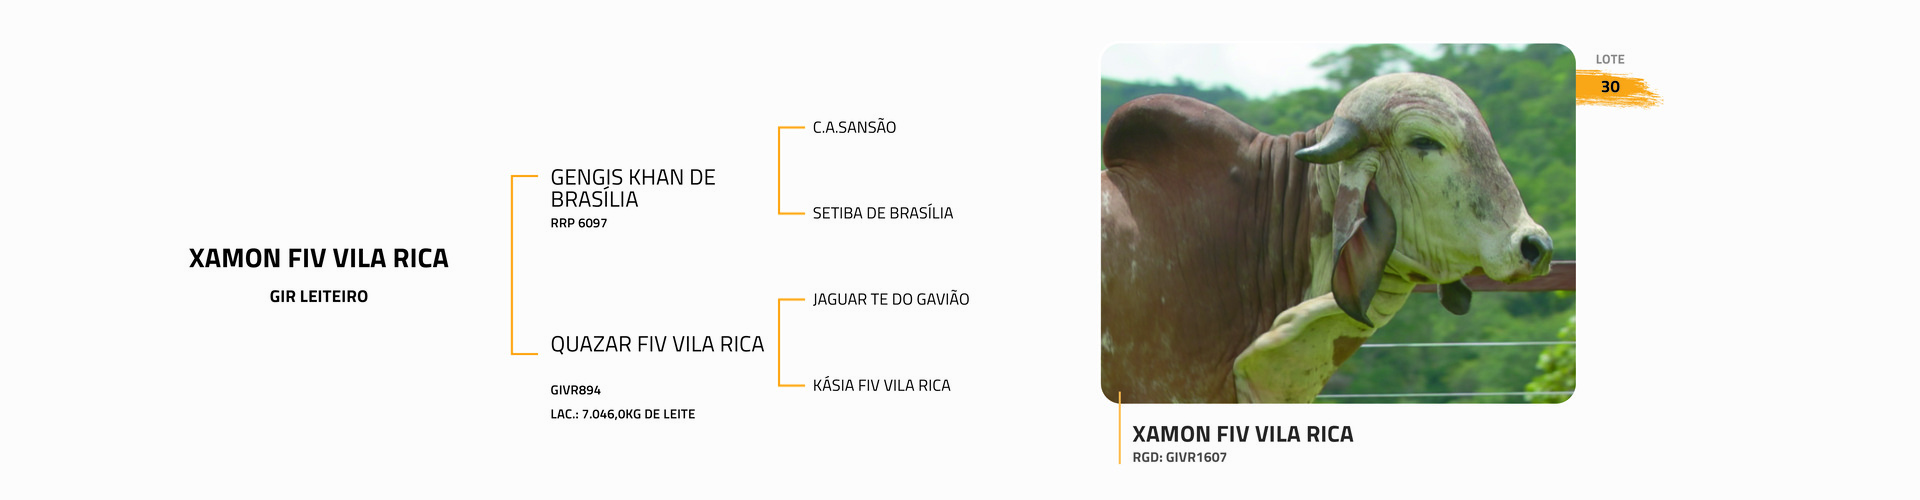 XAMON FIV VILA RICA
GIR LEITEIRO
GENGIS KHAN DE
BRASÍLIA
RRP 6097
QUAZAR FIV VILA RICA
GIVR894
LAC.: 7.046,0KG DE LEITE
C.A.SANSÃO
SETIBA DE BRASÍLIA
JAGUAR TE DO GAVIÃO
KÁSIA FIV VILA RICA
LOTE
30
XAMON FIV VILA RICA
RGD: GIVR1607